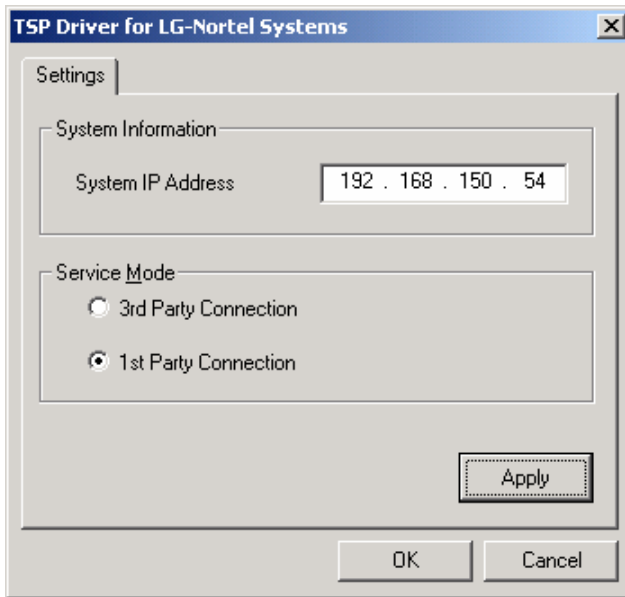 TSP Driver for LG-Nortel Systems
Settings
System Information
System IP Address 192 . 168 . 150 . 54
Service Mode
3rd Party Connection
1st Party Connection
Apply
OK Cancel